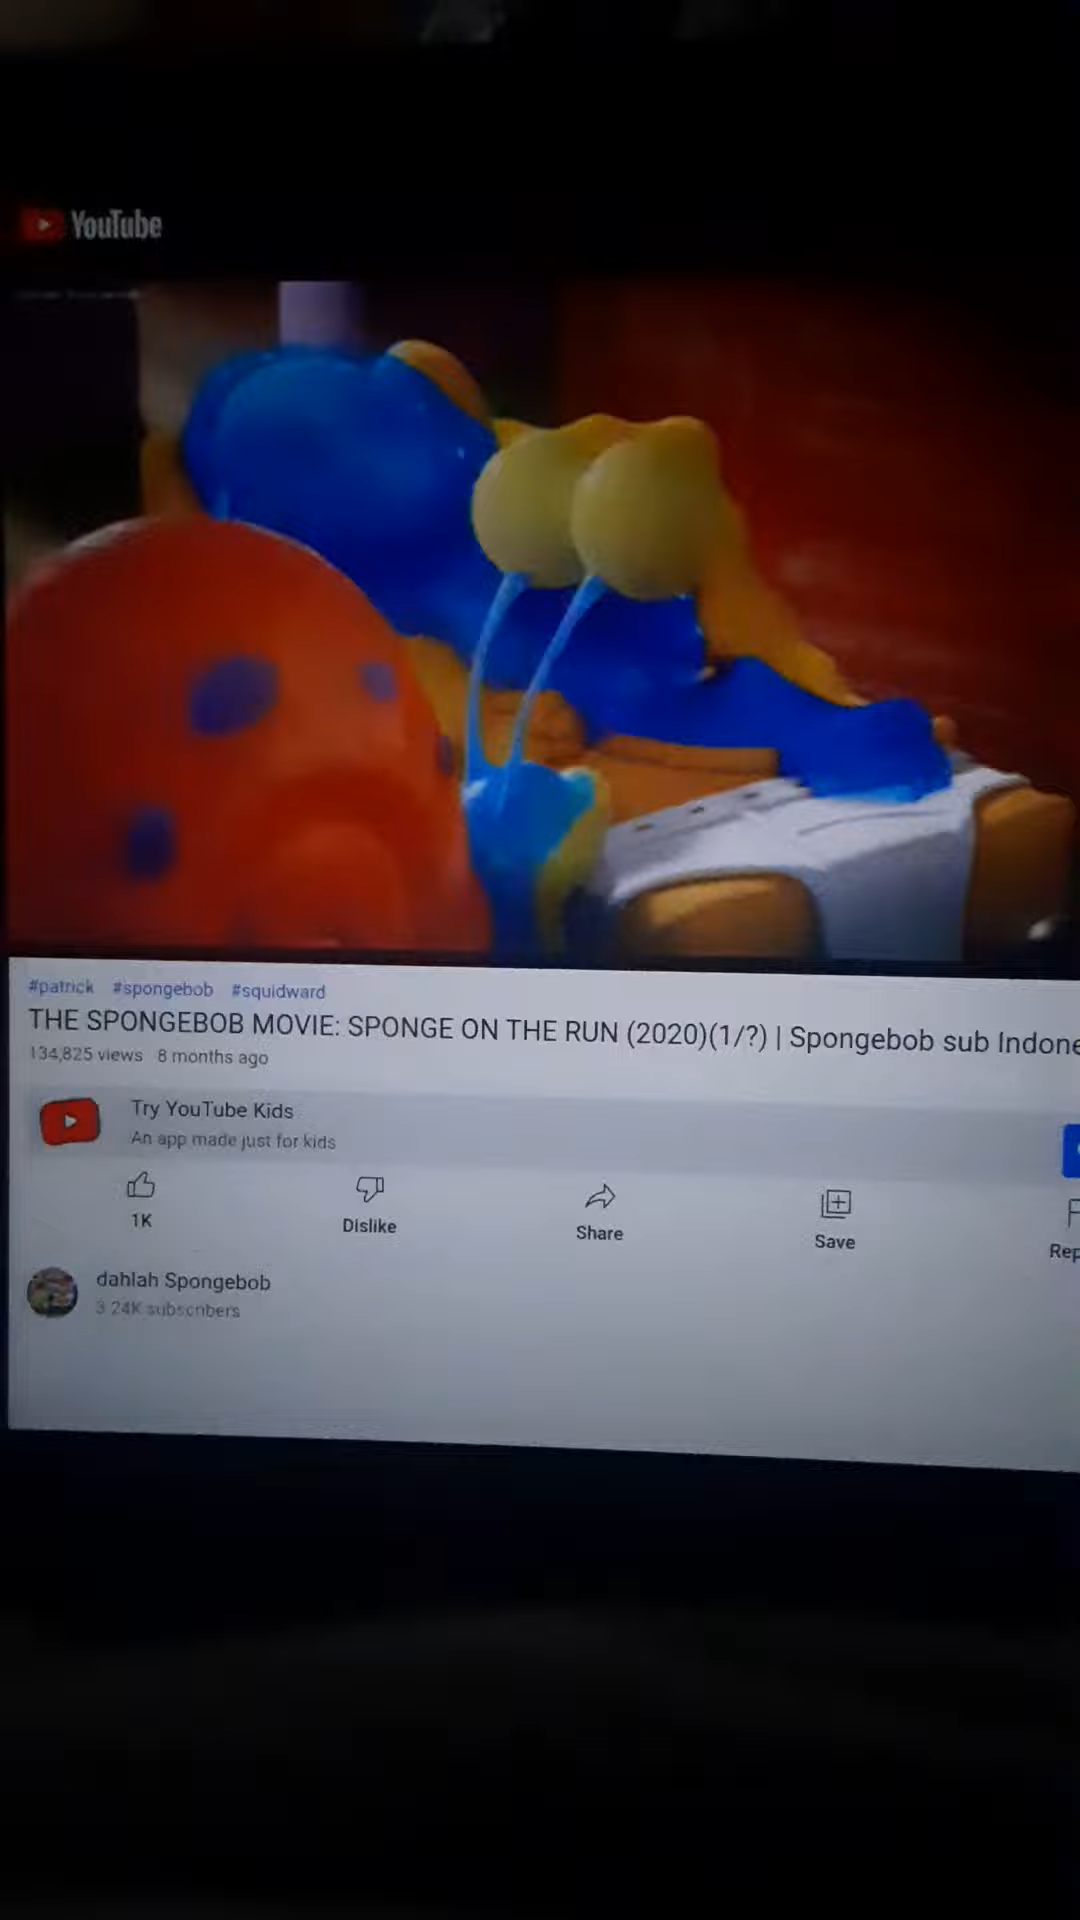 YouTube
#patrick #spongebob #squidward
THE SPONGEBOB MOVIE: SPONGE ON THE RUN (2020)(1/?) | Spongebob sub Indone
134,825 views 8 months ago
Try YouTube Kids
An app made just for kids
1K
Dislike
Share
Save
Rep
dahlah Spongebob
3.24K subscribers